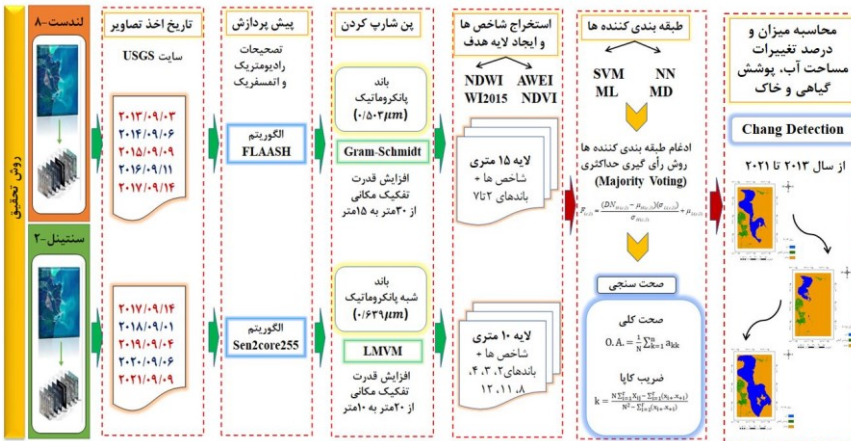 روش تحقیق
لندست-۸
سنتینل-۲
تاریخ اخذ تصاویر
سایت USGS
۲۰۱۳/۰۹/۰۳
۲۰۱۴/۰۹/۰۶
۲۰۱۵/۰۹/۰۹
۲۰۱۶/۰۹/۱۱
۲۰۱۷/۰۹/۱۴
۲۰۱۷/۰۹/۱۴
۲۰۱۸/۰۹/۰۱
۲۰۱۹/۰۹/۰۴
۲۰۲۰/۰۹/۰۶
۲۰۲۱/۰۹/۰۹
پیش پردازش
تصحیحات
رادیومتریک
و اتمسفریک
الگوریتم
FLAASH
الگوریتم
Sen2core255
پن شارپ کردن
باند
پانکروماتیک
(۰/۵۰۳μm)
Gram-Schmidt
افزایش قدرت
تفکیک مکانی
از ۳۰متر به ۱۵متر
باند
شبه پانکروماتیک
(۰/۶۳۹μm)
LMVM
افزایش قدرت
تفکیک مکانی
از ۲۰متر به ۱۰متر
استخراج شاخص ها
و ایجاد لایه هدف
NDWI AWEI
WI2015 NDVI
لایه ۱۵ متری
شاخص ها +
باندهای ۲تا۷
لایه ۱۰ متری
شاخص ها +
باندهای۲، ۳، ۴،
۸، ۱۱، ۱۲
طبقه بندی کننده ها
SVM NN
ML MD
ادغام طبقه بندی کننده ها
روش رأی گیری حداکثری
(Majority Voting)
صحت سنجی
صحت کلی
O.A. = 1/N ∑ⁿₖ₌₁ aₖₖ
ضریب کاپا
محاسبه میزان و
درصد تغییرات
مساحت آب، پوشش
گیاهی و خاک
Chang Detection
از سال ۲۰۱۳ تا ۲۰۲۱